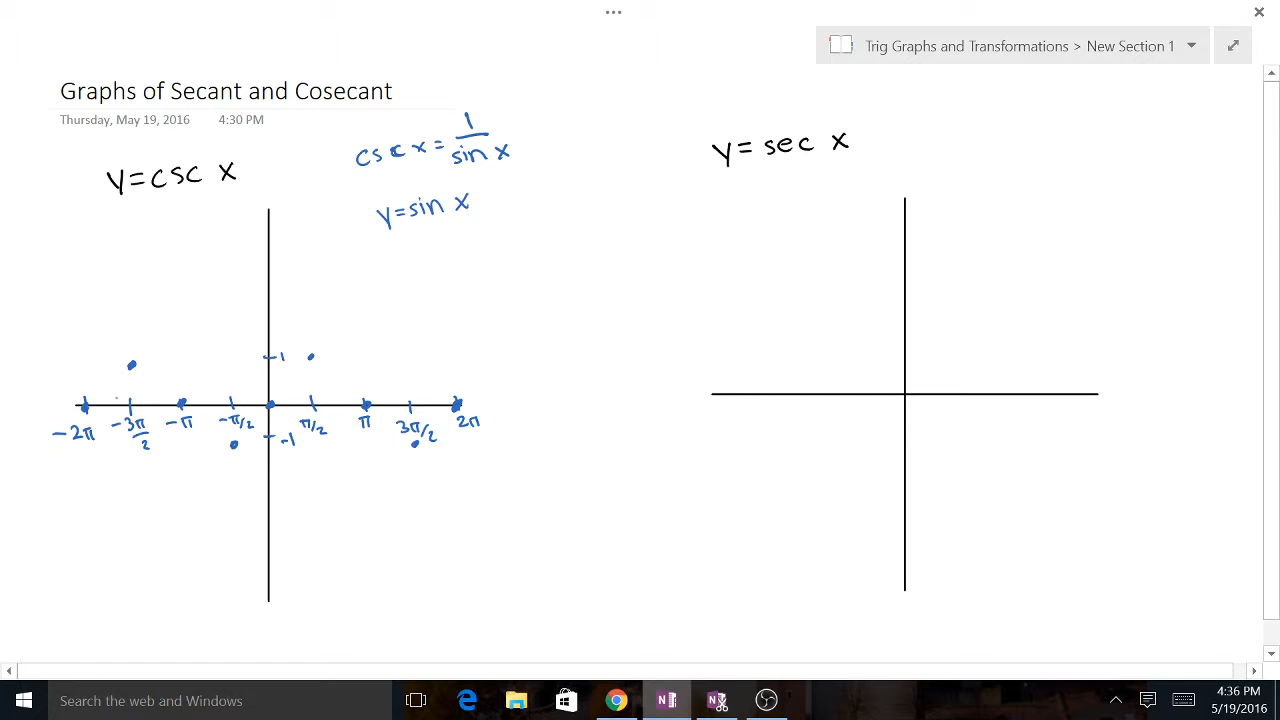 Trig Graphs and Transformations > New Section 1
Graphs of Secant and Cosecant
Thursday, May 19, 2016 4:30 PM
y = csc x
csc x = 1/sin x
y = sin x
y = sec x
1
-2π -3π/2 -π -π/2 π/2 π 3π/2 2π
-1
Search the web and Windows
4:36 PM
5/19/2016